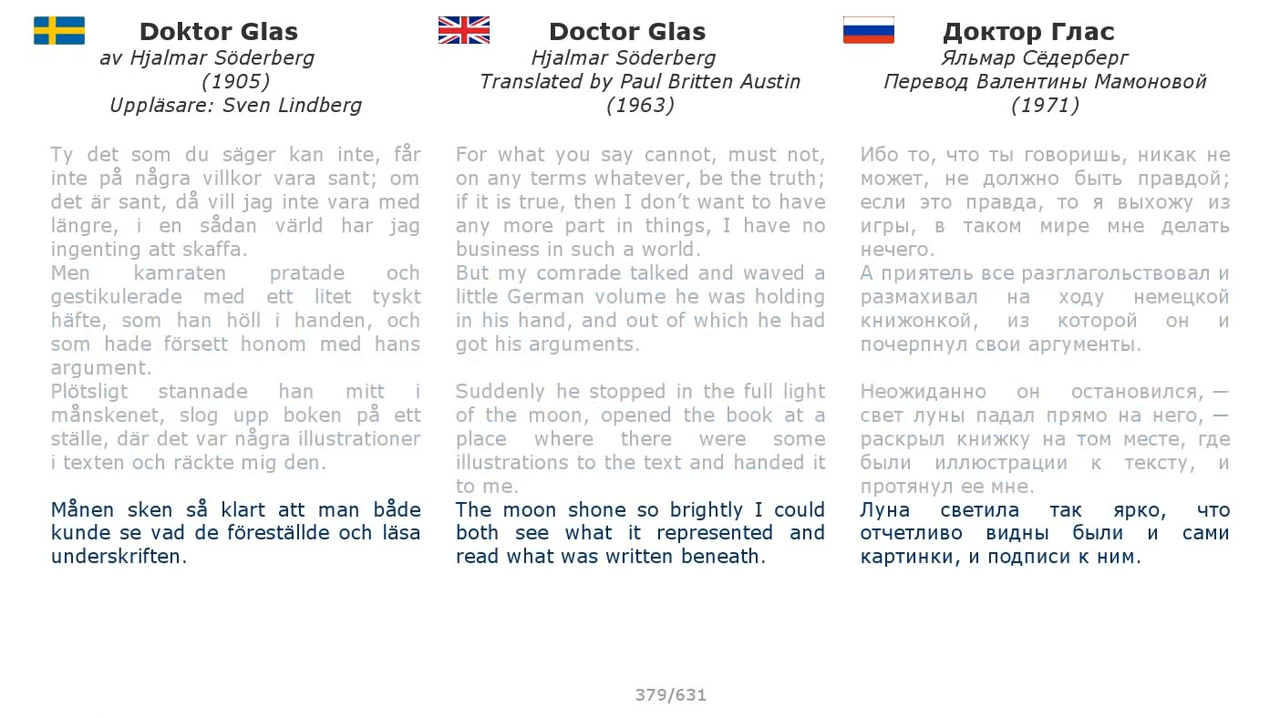 Doktor Glas
av Hjalmar Söderberg
(1905)
Uppläsare: Sven Lindberg
Ty det som du säger kan inte, får
inte på några villkor vara sant; om
det är sant, då vill jag inte vara med
längre, i en sådan värld har jag
ingenting att skaffa.
Men kamraten pratade och
gestikulerade med ett litet tyskt
häfte, som han höll i handen, och
som hade försett honom med hans
argument.
Plötsligt stannade han mitt i
månskenet, slog upp boken på ett
ställe, där det var några illustrationer
i texten och räckte mig den.
Månen sken så klart att man både
kunde se vad de föreställde och läsa
underskriften.
Doctor Glas
Hjalmar Söderberg
Translated by Paul Britten Austin
(1963)
For what you say cannot, must not,
on any terms whatever, be the truth;
if it is true, then I don’t want to have
any more part in things, I have no
business in such a world.
But my comrade talked and waved a
little German volume he was holding
in his hand, and out of which he had
got his arguments.
Suddenly he stopped in the full light
of the moon, opened the book at a
place where there were some
illustrations to the text and handed it
to me.
The moon shone so brightly I could
both see what it represented and
read what was written beneath.
Доктор Глас
Яльмар Сёдерберг
Перевод Валентины Мамоновой
(1971)
Ибо то, что ты говоришь, никак не
может, не должно быть правдой;
если это правда, то я выхожу из
игры, в таком мире мне делать
нечего.
А приятель все разглагольствовал и
размахивал на ходу немецкой
книжонкой, из которой он и
почерпнул свои аргументы.
Неожиданно он остановился, —
свет луны падал прямо на него, —
раскрыл книжку на том месте, где
были иллюстрации к тексту, и
протянул ее мне.
Луна светила так ярко, что
отчетливо видны были и сами
картинки, и подписи к ним.
379/631